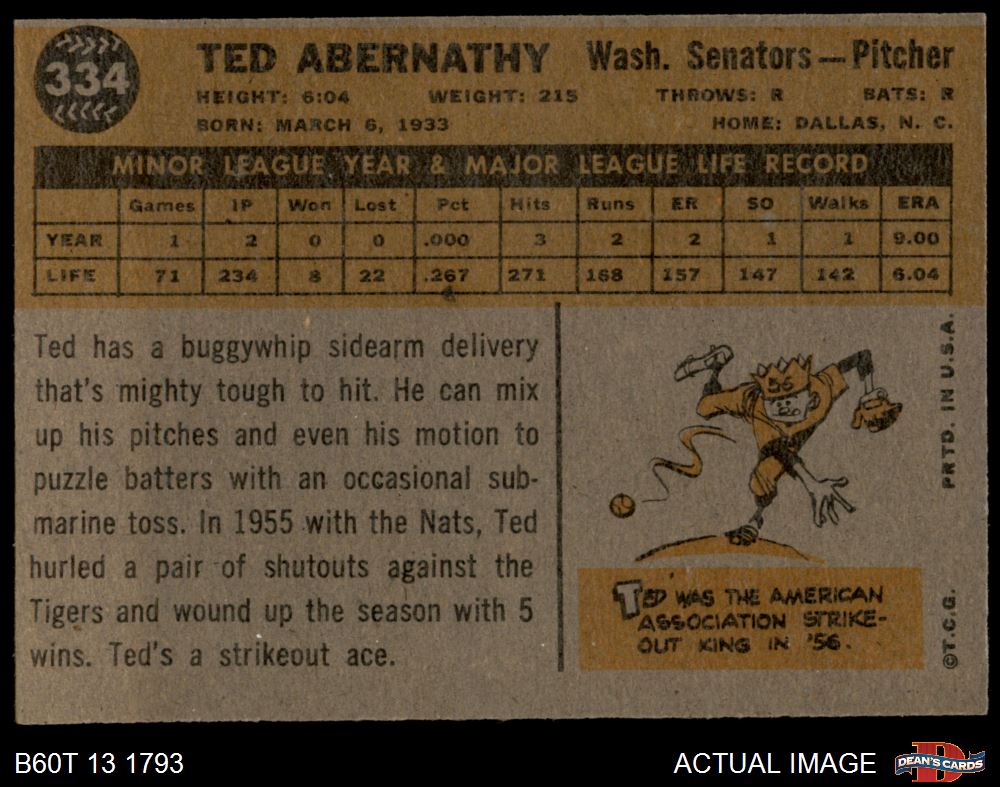 334
TED ABERNATHY Wash. Senators—Pitcher
HEIGHT: 6:04 WEIGHT: 215 THROWS: R BATS: R
BORN: MARCH 6, 1933 HOME: DALLAS, N. C.
MINOR LEAGUE YEAR & MAJOR LEAGUE LIFE RECORD
Games IP Won Lost Pct Hits Runs ER SO Walks ERA
YEAR 1 2 0 0 .000 3 2 2 1 1 9.00
LIFE 71 234 8 22 .267 271 168 157 147 142 6.04
Ted has a buggywhip sidearm delivery
that's mighty tough to hit. He can mix
up his pitches and even his motion to
puzzle batters with an occasional sub-
marine toss. In 1955 with the Nats, Ted
hurled a pair of shutouts against the
Tigers and wound up the season with 5
wins. Ted's a strikeout ace.
56
TED WAS THE AMERICAN
ASSOCIATION STRIKE-
OUT KING IN '56.
PRTD. IN U.S.A.
©T.C.G.
B60T 13 1793
ACTUAL IMAGE
DEAN'S CARDS